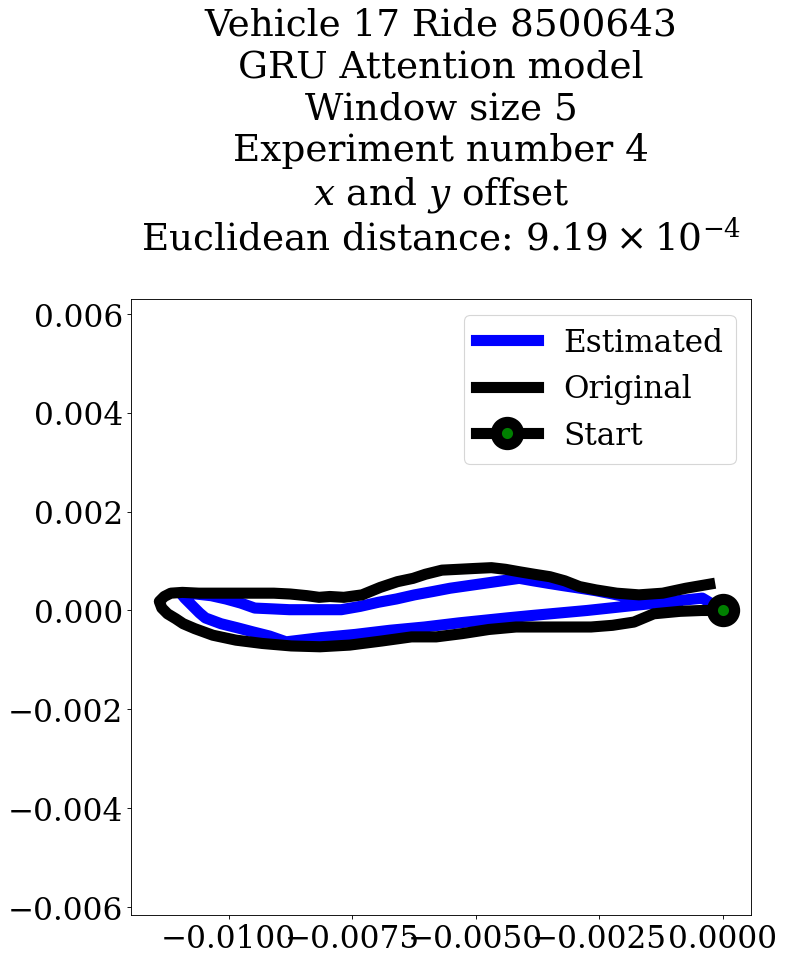 Vehicle 17 Ride 8500643
GRU Attention model
Window size 5
Experiment number 4
x and y offset
Euclidean distance: 9.19 × 10⁻⁴
0.006
0.004
0.002
0.000
−0.002
−0.004
−0.006
Estimated
Original
Start
−0.0100 −0.0075 −0.0050 −0.0025 0.0000